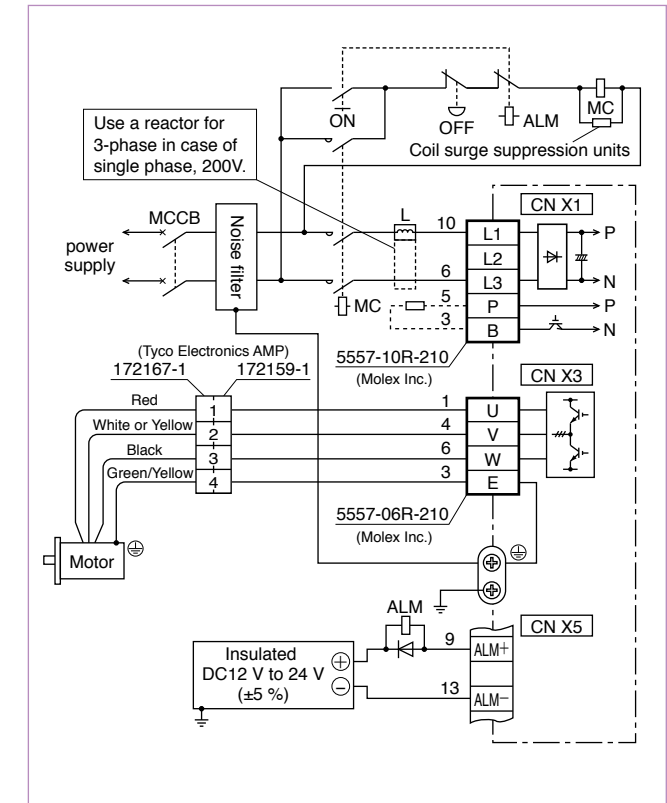 ON
OFF
ALM
MC
Coil surge suppression units
Use a reactor for
3-phase in case of
single phase, 200V.
MCCB
power
supply
Noise filter
L
MC
10
6
5
3
L1
L2
L3
P
B
CN X1
P
N
P
N
5557-10R-210
(Molex Inc.)
(Tyco Electronics AMP)
172167-1
172159-1
Red
White or Yellow
Black
Green/Yellow
1
2
3
4
1
4
6
3
U
V
W
E
CN X3
5557-06R-210
(Molex Inc.)
Motor
ALM
Insulated
DC12 V to 24 V
(±5 %)
+
−
9
13
ALM+
ALM−
CN X5